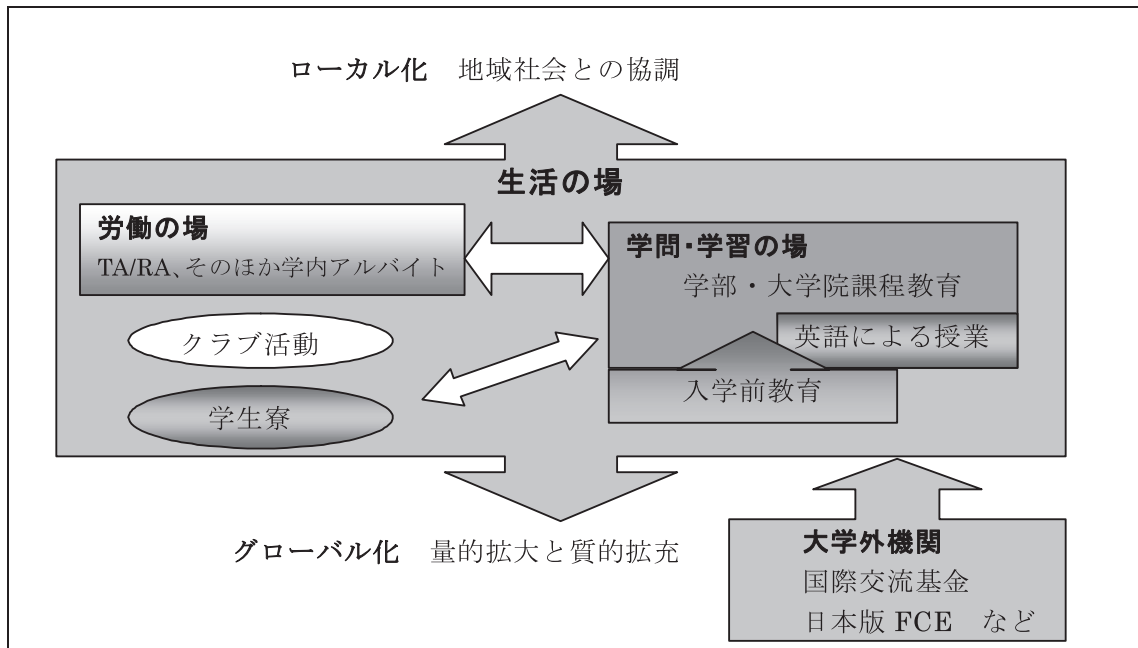 ローカル化　地域社会との協調
生活の場
労働の場
TA/RA、そのほか学内アルバイト
学問･学習の場
学部・大学院課程教育
英語による授業
クラブ活動
入学前教育
学生寮
グローバル化　量的拡大と質的拡充
大学外機関
国際交流基金
日本版 FCE　など